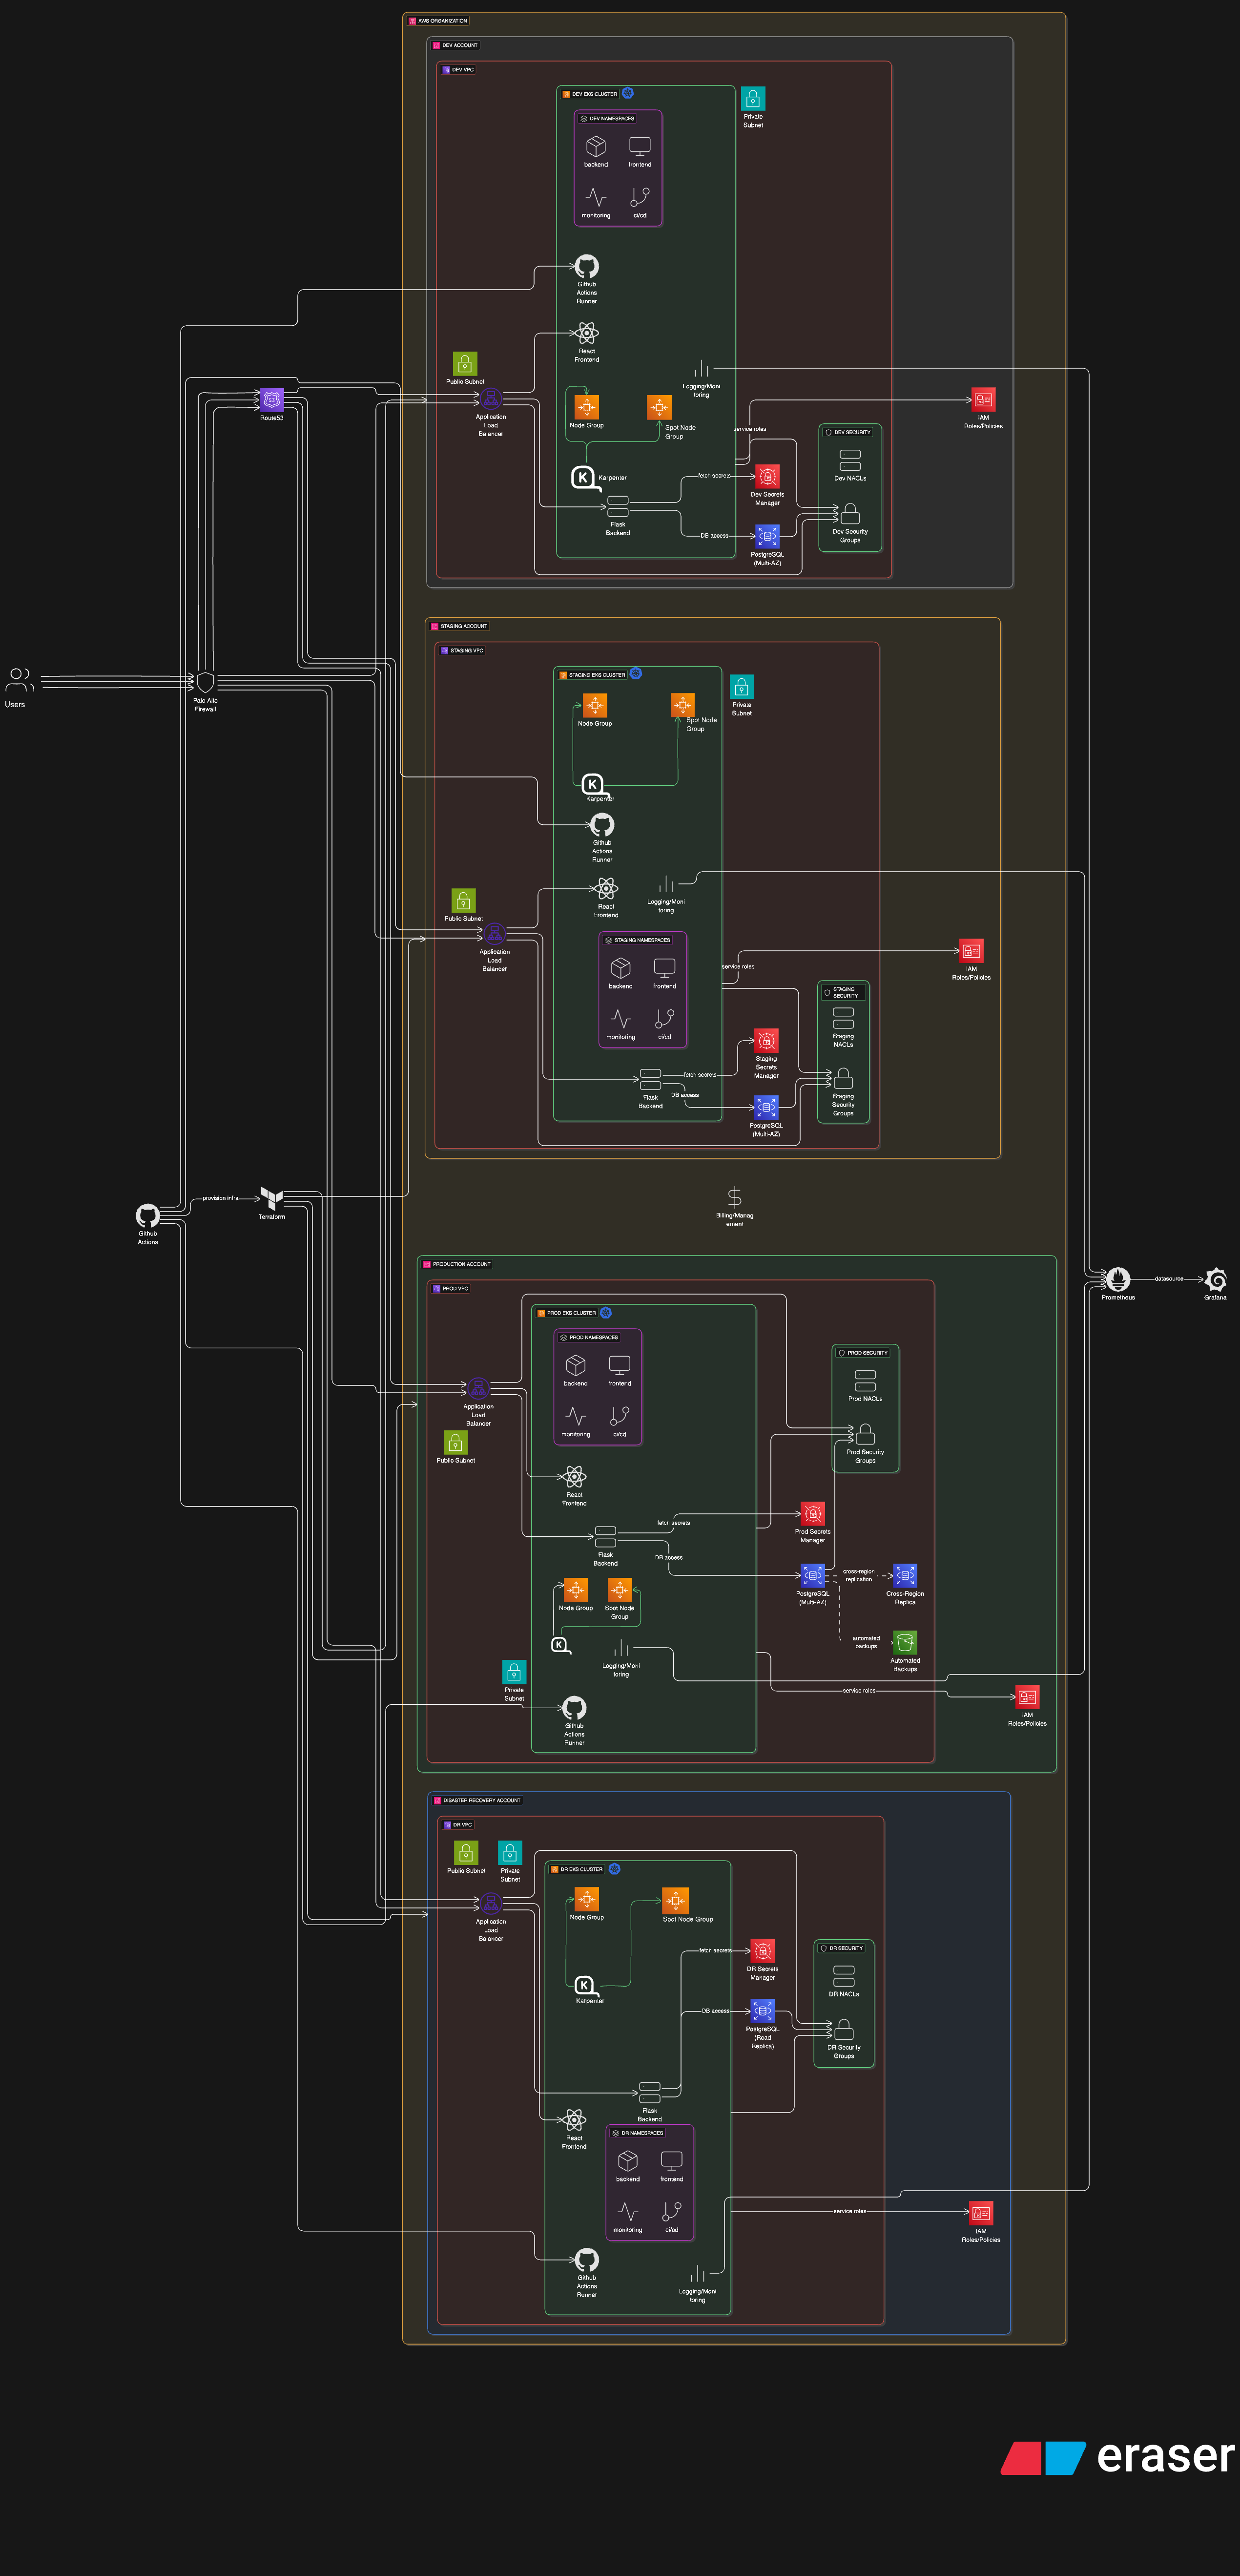 AWS ORGANIZATION
DEV ACCOUNT
DEV VPC
DEV EKS CLUSTER
Private
Subnet
DEV NAMESPACES
backend
frontend
monitoring
ci/cd
Github
Actions
Runner
React
Frontend
Public Subnet
Logging/Moni
toring
Route53
Application
Load
Balancer
Node Group
Spot Node
Group
service roles
IAM
Roles/Policies
DEV SECURITY
Dev NACLs
Karpenter
fetch secrets
Dev Secrets
Manager
Flask
Backend
DB access
PostgreSQL
(Multi-AZ)
Dev Security
Groups
STAGING ACCOUNT
STAGING VPC
STAGING EKS CLUSTER
Private
Subnet
Users
Palo Alto
Firewall
Node Group
Spot Node
Group
Karpenter
Github
Actions
Runner
React
Frontend
Logging/Moni
toring
Public Subnet
Application
Load
Balancer
STAGING NAMESPACES
backend
frontend
monitoring
ci/cd
service roles
IAM
Roles/Policies
STAGING
SECURITY
Staging
NACLs
Staging
Secrets
Manager
fetch secrets
Flask
Backend
DB access
PostgreSQL
(Multi-AZ)
Staging
Security
Groups
provision infra
Terraform
Github
Actions
Billing/Manag
ement
PRODUCTION ACCOUNT
PROD VPC
PROD EKS CLUSTER
PROD NAMESPACES
backend
frontend
monitoring
ci/cd
Prometheus
datasource
Grafana
PROD SECURITY
Prod NACLs
Prod Security
Groups
Application
Load
Balancer
Public Subnet
React
Frontend
fetch secrets
Prod Secrets
Manager
Flask
Backend
DB access
PostgreSQL
(Multi-AZ)
cross-region
replication
Cross-Region
Replica
Node Group
Spot Node
Group
automated
backups
Automated
Backups
Logging/Moni
toring
Private
Subnet
service roles
IAM
Roles/Policies
Github
Actions
Runner
DISASTER RECOVERY ACCOUNT
DR VPC
Public Subnet
Private
Subnet
DR EKS CLUSTER
Application
Load
Balancer
Node Group
Spot Node Group
Karpenter
fetch secrets
DR Secrets
Manager
DR SECURITY
DR NACLs
DB access
PostgreSQL
(Read
Replica)
DR Security
Groups
Flask
Backend
React
Frontend
DR NAMESPACES
backend
frontend
monitoring
ci/cd
service roles
IAM
Roles/Policies
Github
Actions
Runner
Logging/Moni
toring
eraser